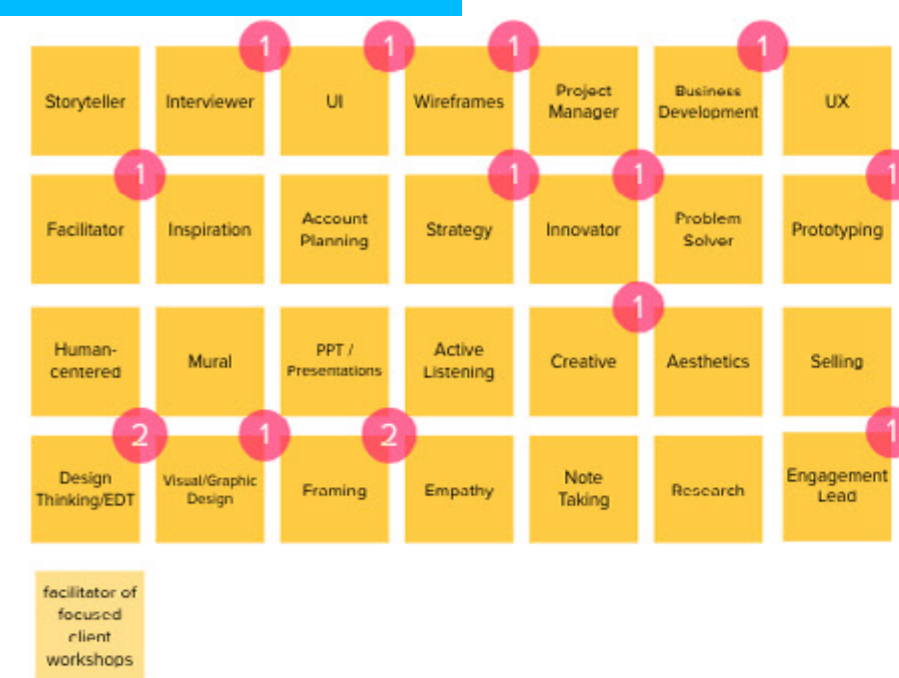 1 1 1 1
Storyteller Interviewer UI Wireframes Project Manager Business Development UX
1 1 1 1
Facilitator Inspiration Account Planning Strategy Innovator Problem Solver Prototyping
1
Human-centered Mural PPT / Presentations Active Listening Creative Aesthetics Selling
2 1 2 1
Design Thinking/EDT Visual/Graphic Design Framing Empathy Note Taking Research Engagement Lead
facilitator of
focused
client
workshops